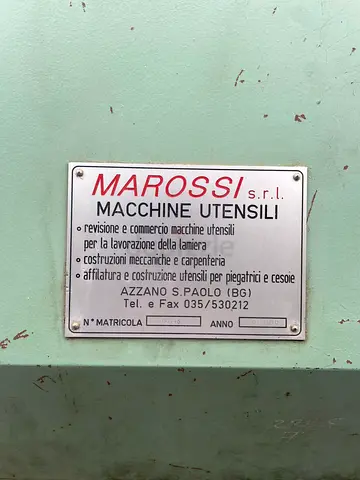 MAROSSI s.r.l.
MACCHINE UTENSILI
• revisione e commercio macchine utensili
per la lavorazione della lamiera
• costruzioni meccaniche e carpenteria
• affilatura e costruzione utensili per piegatrici e cesoie
AZZANO S.PAOLO (BG)
Tel. e Fax 035/530212
N° MATRICOLA ANNO